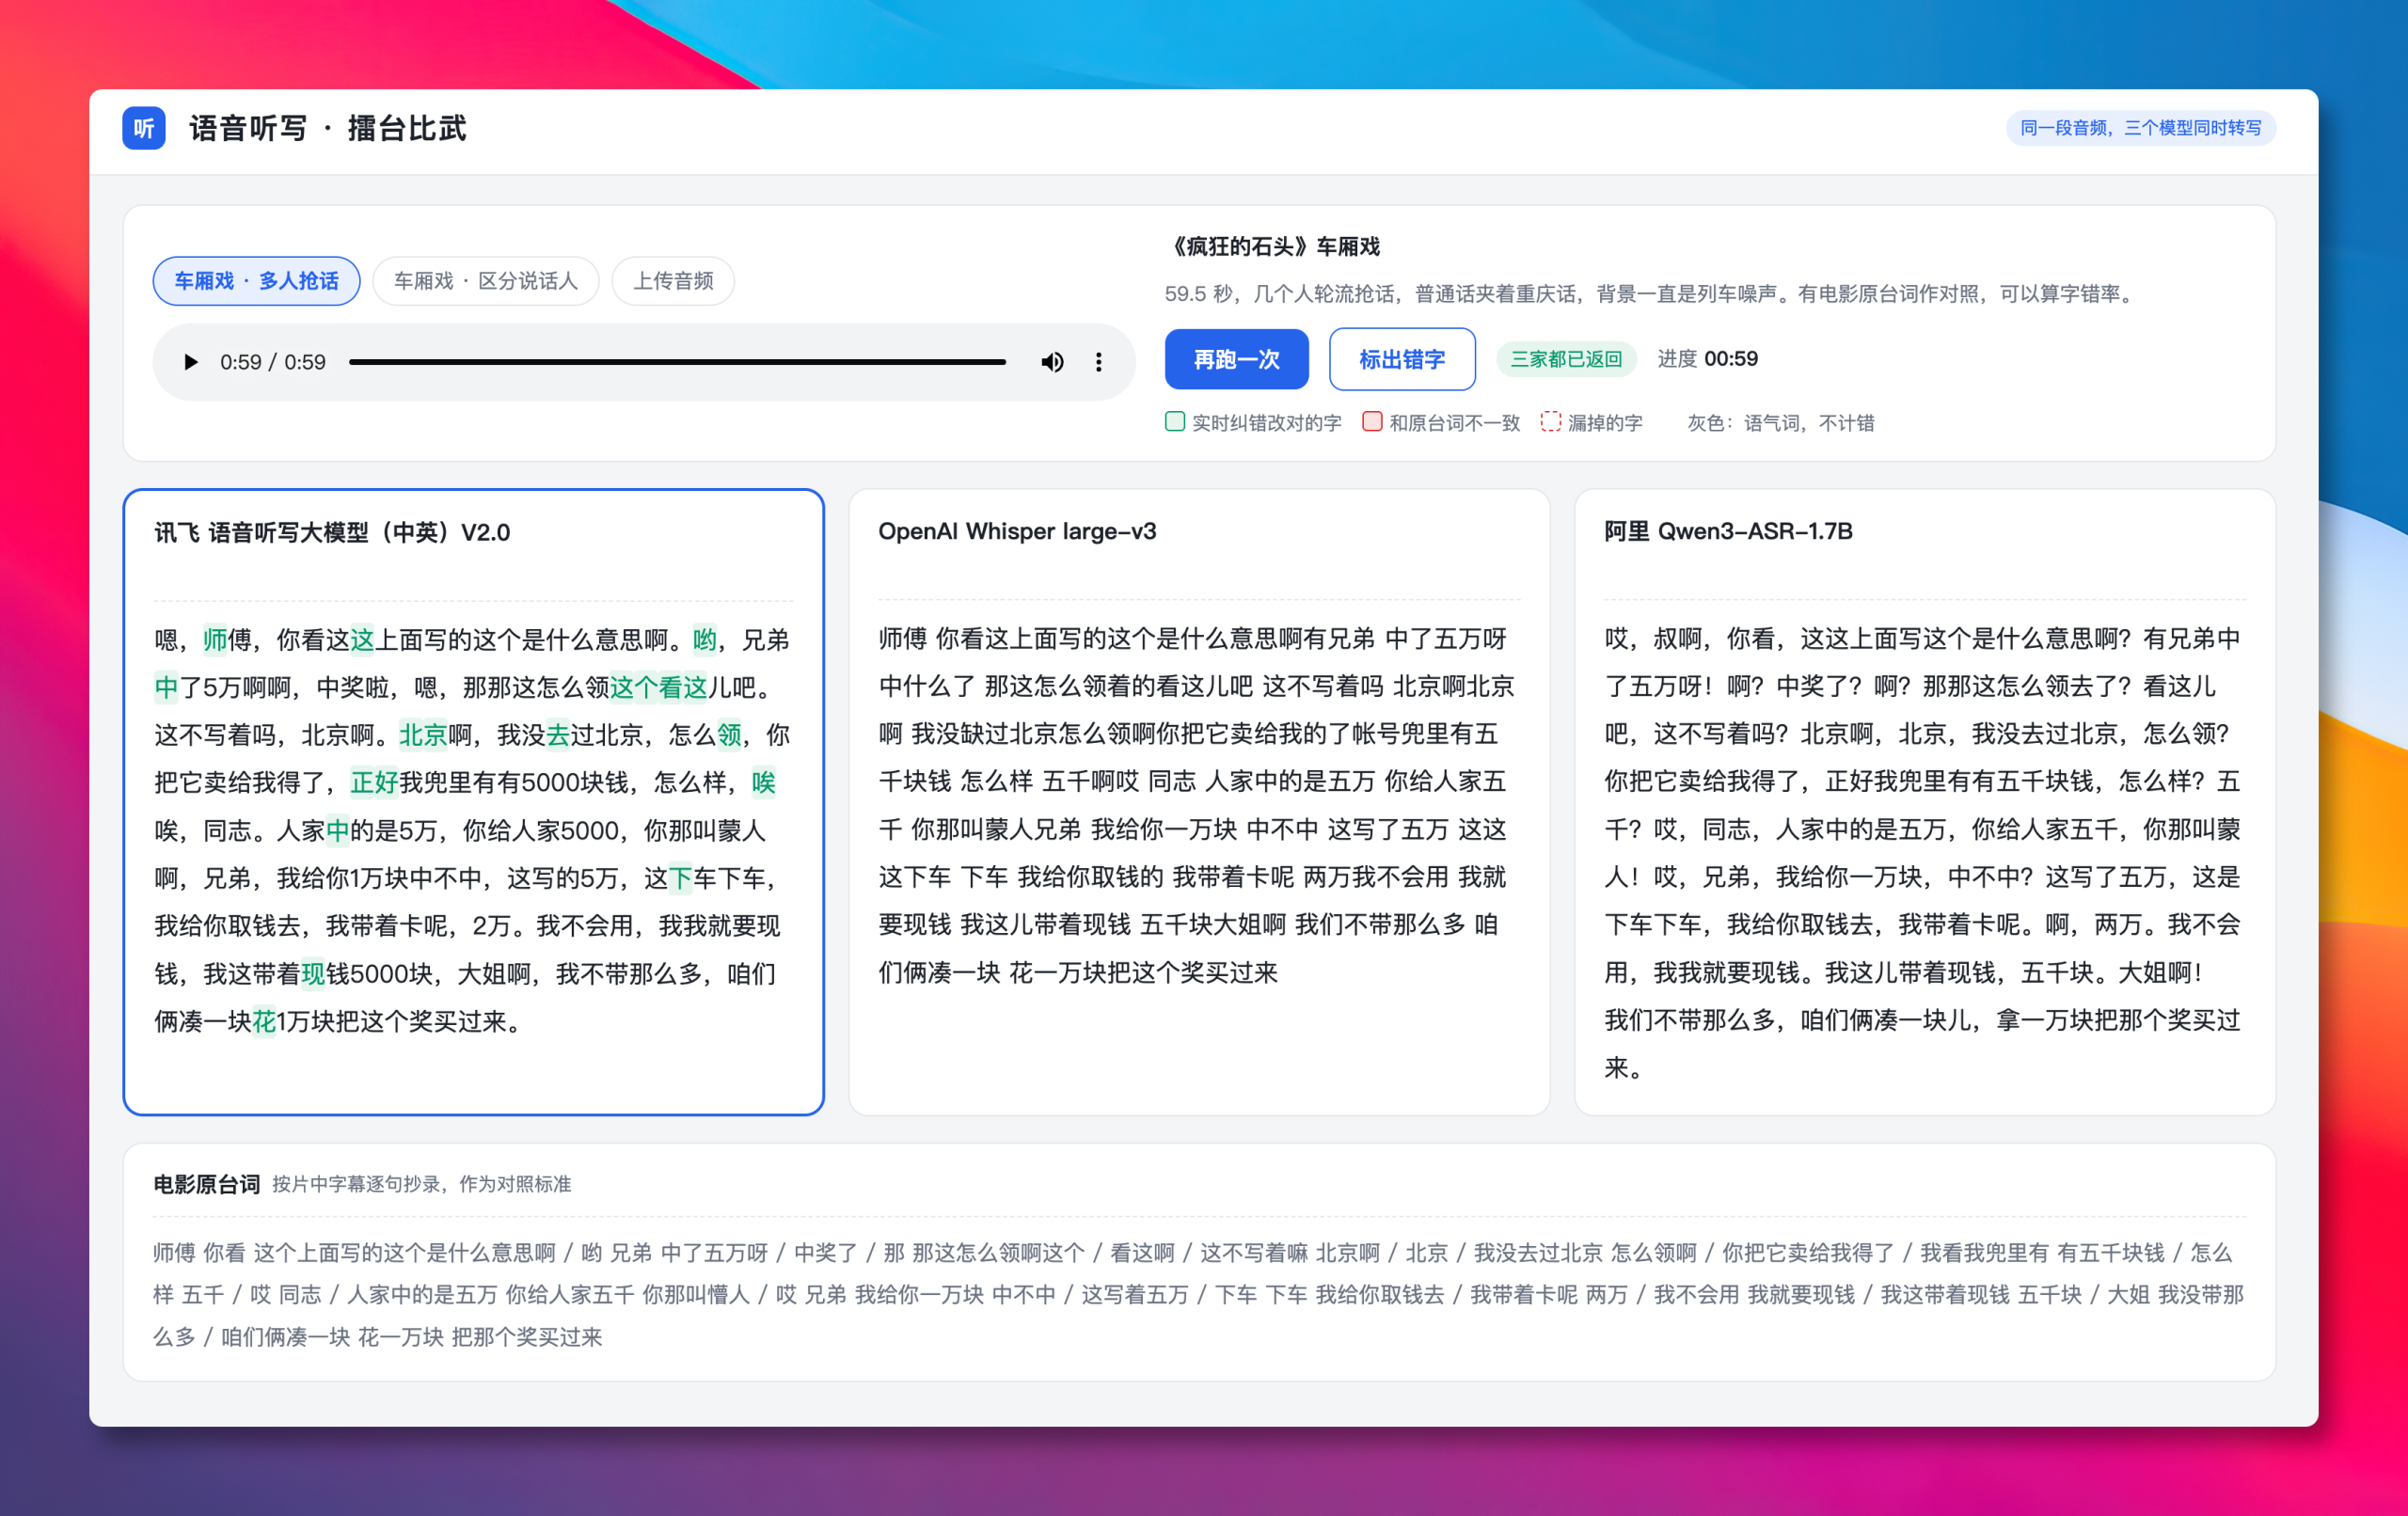 听 语音听写 · 擂台比武
同一段音频，三个模型同时转写
车厢戏 · 多人抢话
车厢戏 · 区分说话人
上传音频
0:59 / 0:59
《疯狂的石头》车厢戏
59.5 秒，几个人轮流抢话，普通话夹着重庆话，背景一直是列车噪声。有电影原台词作对照，可以算字错率。
再跑一次
标出错字
三家都已返回
进度 00:59
实时纠错改对的字
和原台词不一致
漏掉的字
灰色：语气词，不计错
讯飞 语音听写大模型（中英）V2.0
嗯，师傅，你看这这上面写的这个是什么意思啊。哟，兄弟
中了5万啊啊，中奖啦，嗯，那那这怎么领这个看这儿吧。
这不写着吗，北京啊。北京啊，我没去过北京，怎么领，你
把它卖给我得了，正好我兜里有有5000块钱，怎么样，唉
唉，同志。人家中的是5万，你给人家5000，你那叫蒙人
啊，兄弟，我给你1万块中不中，这写的5万，这下车下车，
我给你取钱去，我带着卡呢，2万。我不会用，我我就要现
钱，我这带着现钱5000块，大姐啊，我不带那么多，咱们
俩凑一块花1万块把这个奖买过来。
OpenAI Whisper large-v3
师傅 你看这上面写的这个是什么意思啊有兄弟 中了五万呀
中什么了 那这怎么领着的看这儿吧 这不写着吗 北京啊北京
啊 我没缺过北京怎么领啊你把它卖给我的了帐号兜里有五
千块钱 怎么样 五千啊哎 同志 人家中的是五万 你给人家五
千 你那叫蒙人兄弟 我给你一万块 中不中 这写了五万 这这
这下车 下车 我给你取钱的 我带着卡呢 两万我不会用 我就
要现钱 我这儿带着现钱 五千块大姐啊 我们不带那么多 咱
们俩凑一块 花一万块把这个奖买过来
阿里 Qwen3-ASR-1.7B
哎，叔啊，你看，这这上面写这个是什么意思啊？有兄弟中
了五万呀！啊？中奖了？啊？那那这怎么领去了？看这儿
吧，这不写着吗？北京啊，北京，我没去过北京，怎么领？
你把它卖给我得了，正好我兜里有有五千块钱，怎么样？五
千？哎，同志，人家中的是五万，你给人家五千，你那叫蒙
人！哎，兄弟，我给你一万块，中不中？这写了五万，这是
下车下车，我给你取钱去，我带着卡呢。啊，两万。我不会
用，我我就要现钱。我这儿带着现钱，五千块。大姐啊！
我们不带那么多，咱们俩凑一块儿，拿一万块把那个奖买过
来。
电影原台词 按片中字幕逐句抄录，作为对照标准
师傅 你看 这个上面写的这个是什么意思啊 / 哟 兄弟 中了五万呀 / 中奖了 / 那 那这怎么领啊这个 / 看这啊 / 这不写着嘛 北京啊 / 北京 / 我没去过北京 怎么领啊 / 你把它卖给我得了 / 我看我兜里有 有五千块钱 / 怎么
样 五千 / 哎 同志 / 人家中的是五万 你给人家五千 你那叫懵人 / 哎 兄弟 我给你一万块 中不中 / 这写着五万 / 下车 下车 我给你取钱去 / 我带着卡呢 两万 / 我不会用 我就要现钱 / 我这带着现钱 五千块 / 大姐 我没带那
么多 / 咱们俩凑一块 花一万块 把那个奖买过来